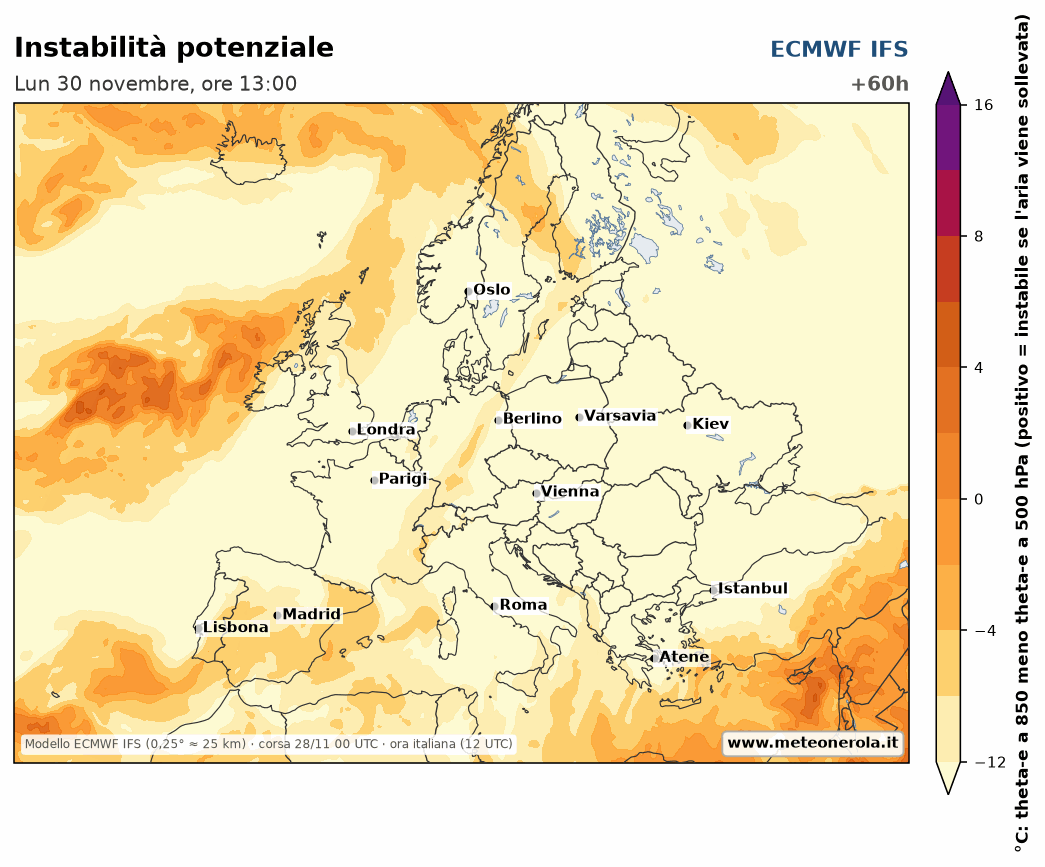 Instabilità potenziale
ECMWF IFS
Lun 30 novembre, ore 13:00
+60h
16
8
4
0
−4
−12
°C: theta-e a 850 meno theta-e a 500 hPa (positivo = instabile se l'aria viene sollevata)
Oslo
Berlino
Varsavia
Kiev
Londra
Parigi
Vienna
Istanbul
Roma
Madrid
Lisbona
Atene
Modello ECMWF IFS (0,25° ≈ 25 km) · corsa 28/11 00 UTC · ora italiana (12 UTC)
www.meteonerola.it